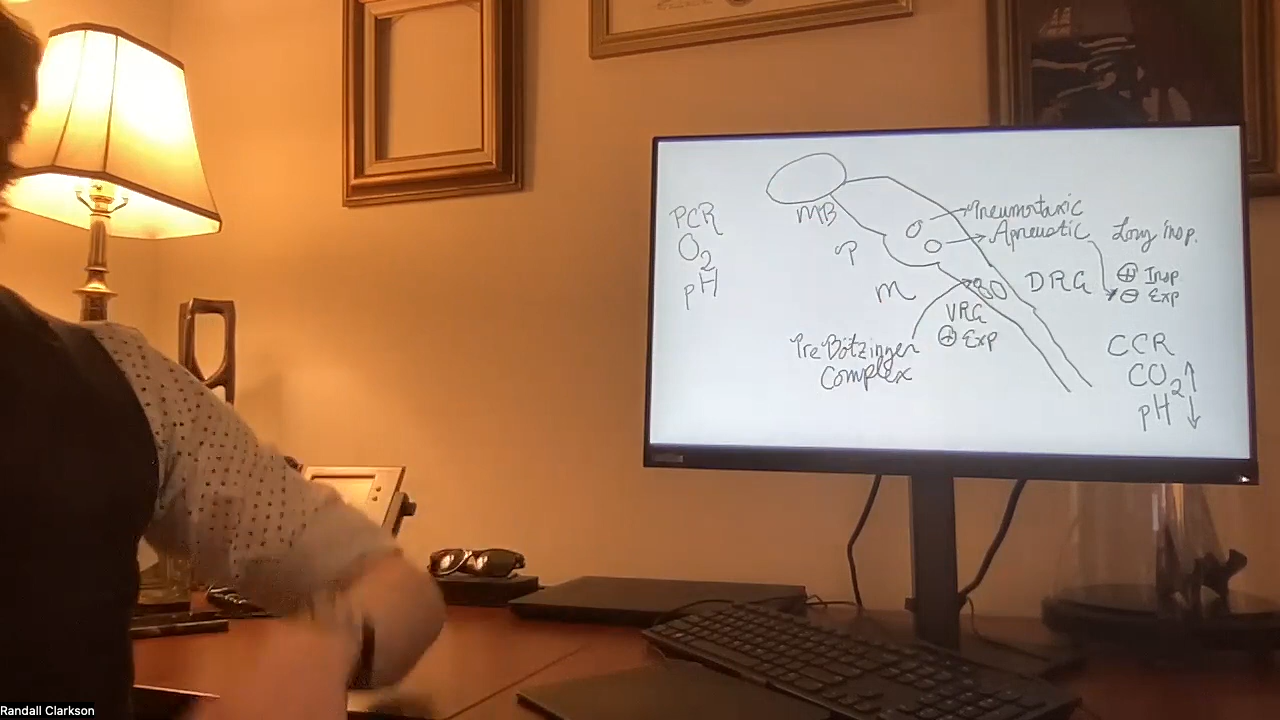 PCR
O2
pH
MB
P
M
Pneumotaxic
Apneustic
Long insp.
⊕ Insp
⊖ Exp
DRG
VRG
⊕ Exp
Pre Bötzinger
Complex
CCR
CO2↑
pH↓
Randall Clarkson